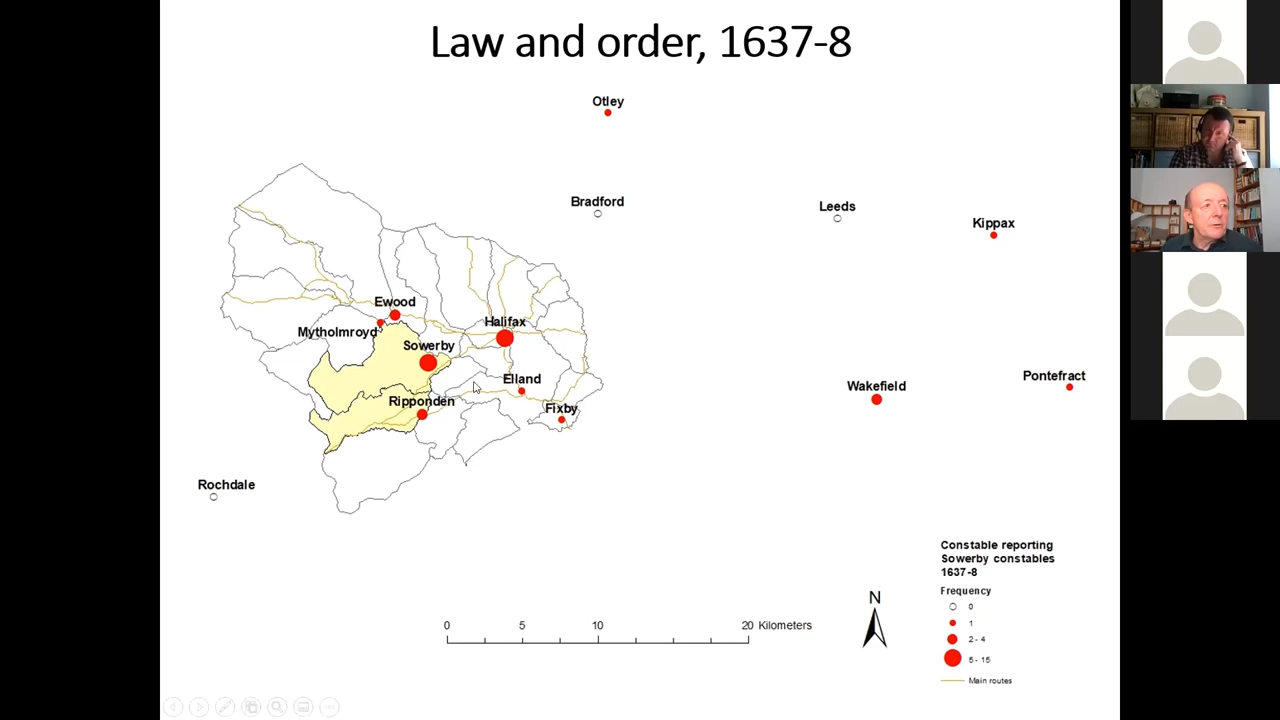 Law and order, 1637-8
Otley
Bradford
Leeds
Kippax
Ewood
Halifax
Mytholmroyd
Sowerby
Elland
Wakefield
Pontefract
Ripponden
Fixby
Rochdale
Constable reporting
Sowerby constables
1637-8
Frequency
0
1
2 - 4
5 - 15
Main routes
N
0 5 10 20 Kilometers